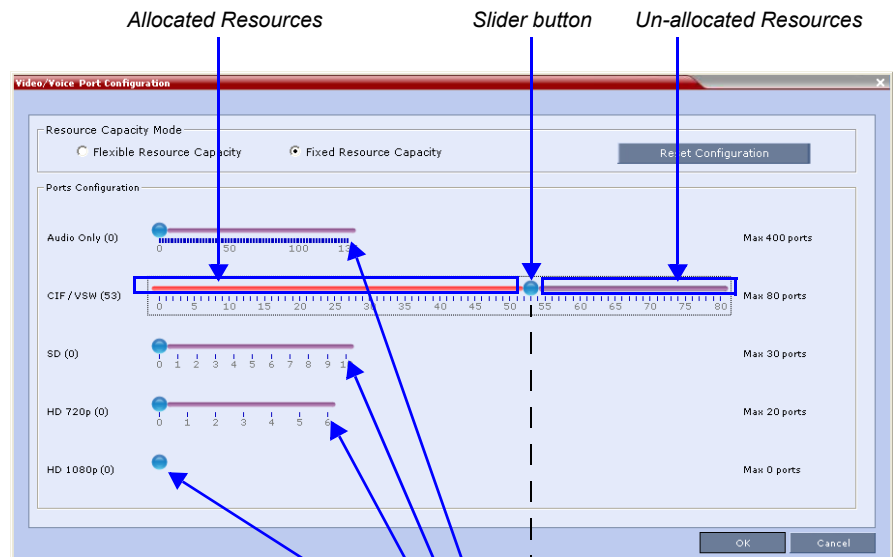 Allocated Resources Slider button Un-allocated Resources
Video/Voice Port Configuration
Resource Capacity Mode
Flexible Resource Capacity Fixed Resource Capacity Reset Configuration
Ports Configuration
Audio Only (0) Max 400 ports
0 50 100
CIF/VSW (53) Max 80 ports
0 5 10 15 20 25 30 35 40 45 50 55 60 65 70 75 80
SD (0) Max 30 ports
0 1 2 3 4 5 6 7 8 9
HD 720p (0) Max 20 ports
0 1 2 3 4 5 6
HD 1080p (0) Max 0 ports
OK Cancel